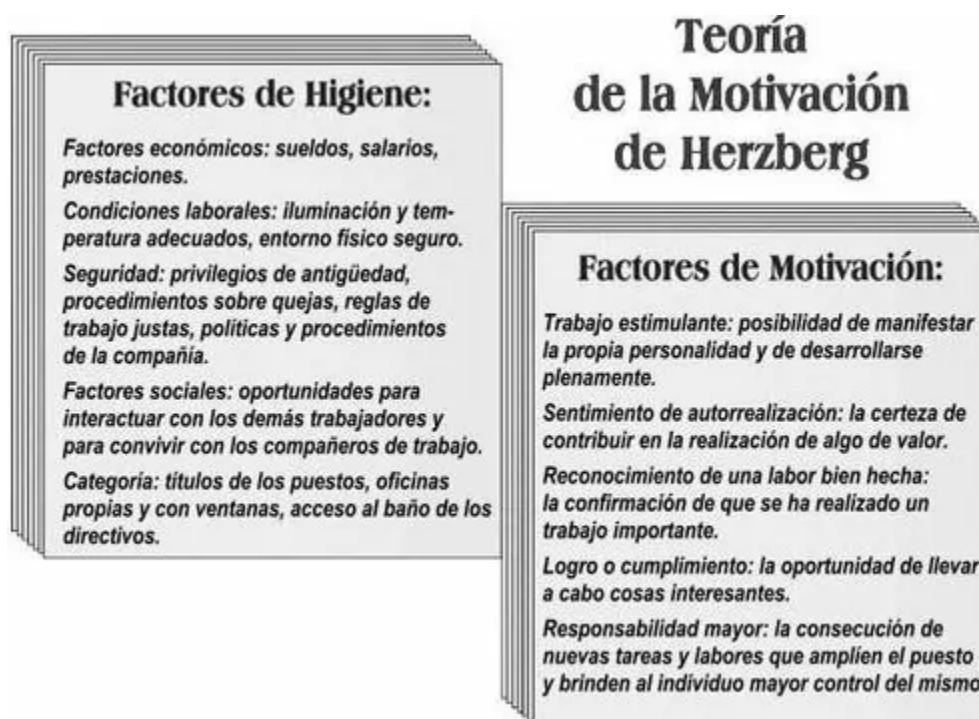 Teoría
de la Motivación
de Herzberg
Factores de Higiene:
Factores económicos: sueldos, salarios,
prestaciones.
Condiciones laborales: iluminación y tem-
peratura adecuados, entorno físico seguro.
Seguridad: privilegios de antigüedad,
procedimientos sobre quejas, reglas de
trabajo justas, políticas y procedimientos
de la compañía.
Factores sociales: oportunidades para
interactuar con los demás trabajadores y
para convivir con los compañeros de trabajo.
Categoría: títulos de los puestos, oficinas
propias y con ventanas, acceso al baño de los
directivos.
Factores de Motivación:
Trabajo estimulante: posibilidad de manifestar
la propia personalidad y de desarrollarse
plenamente.
Sentimiento de autorrealización: la certeza de
contribuir en la realización de algo de valor.
Reconocimiento de una labor bien hecha:
la confirmación de que se ha realizado un
trabajo importante.
Logro o cumplimiento: la oportunidad de llevar
a cabo cosas interesantes.
Responsabilidad mayor: la consecución de
nuevas tareas y labores que amplíen el puesto
y brinden al individuo mayor control del mismo